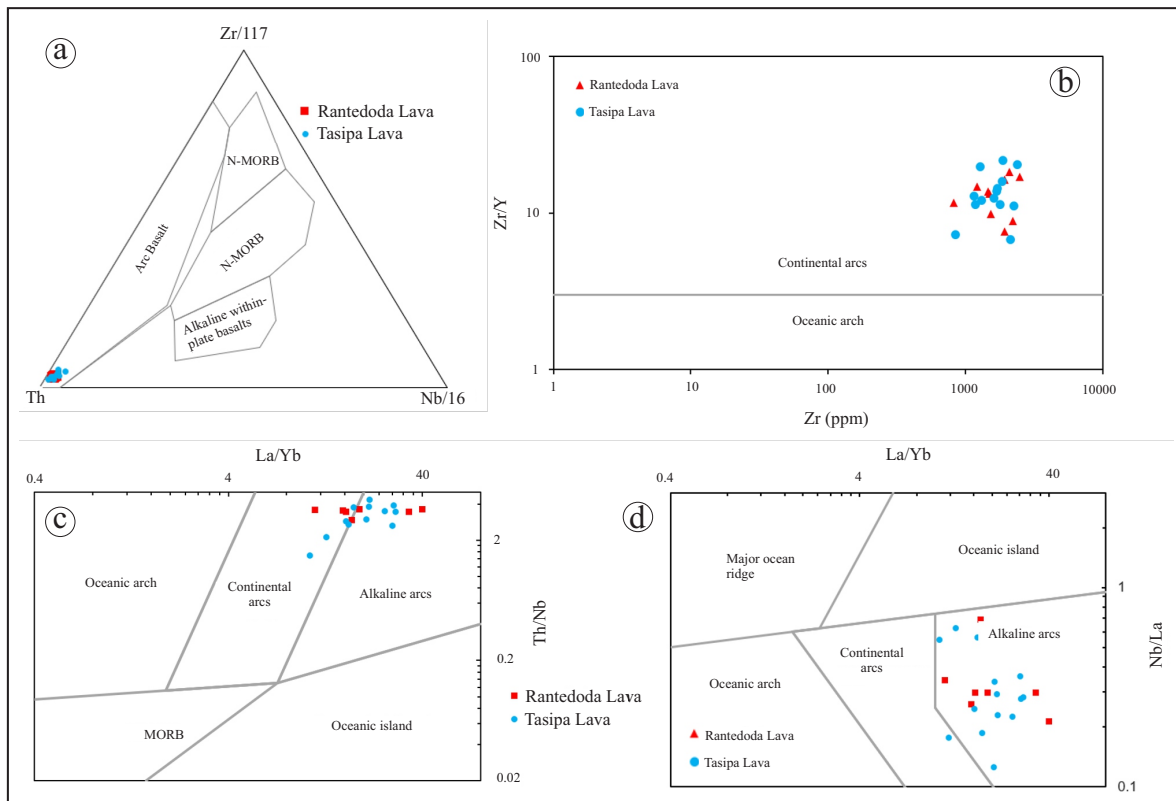 a
Zr/117
Rantedoda Lava
Tasipa Lava
N-MORB
Arc Basalt
N-MORB
Alkaline within-
plate basalts
Th
Nb/16
b
100
Rantedoda Lava
Tasipa Lava
Zr/Y
10
Continental arcs
Oceanic arch
1
1
10
100
1000
10000
Zr (ppm)
La/Yb
0.4
4
40
c
2
Oceanic arch
Continental
arcs
Alkaline arcs
Th/Nb
0.2
Rantedoda Lava
Tasipa Lava
MORB
Oceanic island
0.02
La/Yb
0.4
4
40
d
Major ocean
ridge
Oceanic island
1
Alkaline arcs
Continental
arcs
Nb/La
Oceanic arch
Rantedoda Lava
Tasipa Lava
0.1